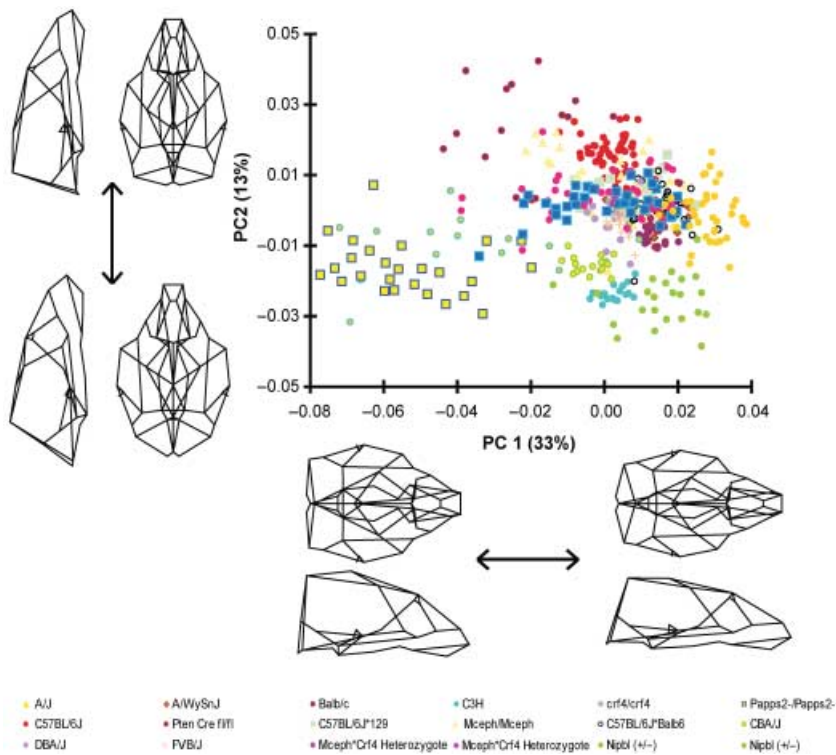 0.05
0.03
0.01
−0.01
−0.03
−0.05
PC2 (13%)
−0.08 −0.06 −0.04 −0.02 0.00 0.02 0.04
PC 1 (33%)
A/J A/WySnJ Balb/c C3H crf4/crf4 Papps2-/Papps2-
C57BL/6J Pten Cre fl/fl C57BL/6J*129 Mceph/Mceph C57BL/6J*Balb6 CBA/J
DBA/J FVB/J Mceph*Crf4 Heterozygote Mceph*Crf4 Heterozygote Nipbl (+/−) Nipbl (+/−)